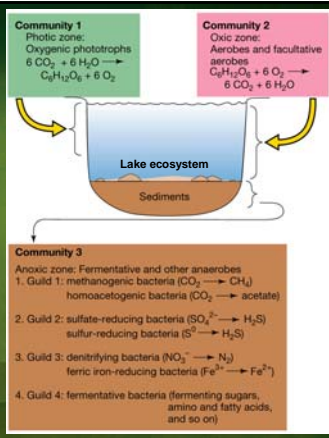 Community 1
Photic zone:
Oxygenic phototrophs
6 CO₂ + 6 H₂O →
C₆H₁₂O₆ + 6 O₂
Community 2
Oxic zone:
Aerobes and facultative
aerobes
C₆H₁₂O₆ + 6 O₂ →
6 CO₂ + 6 H₂O
Lake ecosystem
Sediments
Community 3
Anoxic zone: Fermentative and other anaerobes
1. Guild 1: methanogenic bacteria (CO₂ → CH₄)
homoacetogenic bacteria (CO₂ → acetate)
2. Guild 2: sulfate-reducing bacteria (SO₄²⁻ → H₂S)
sulfur-reducing bacteria (S⁰ → H₂S)
3. Guild 3: denitrifying bacteria (NO₃⁻ → N₂)
ferric iron-reducing bacteria (Fe³⁺ → Fe²⁺)
4. Guild 4: fermentative bacteria (fermenting sugars,
amino and fatty acids,
and so on)